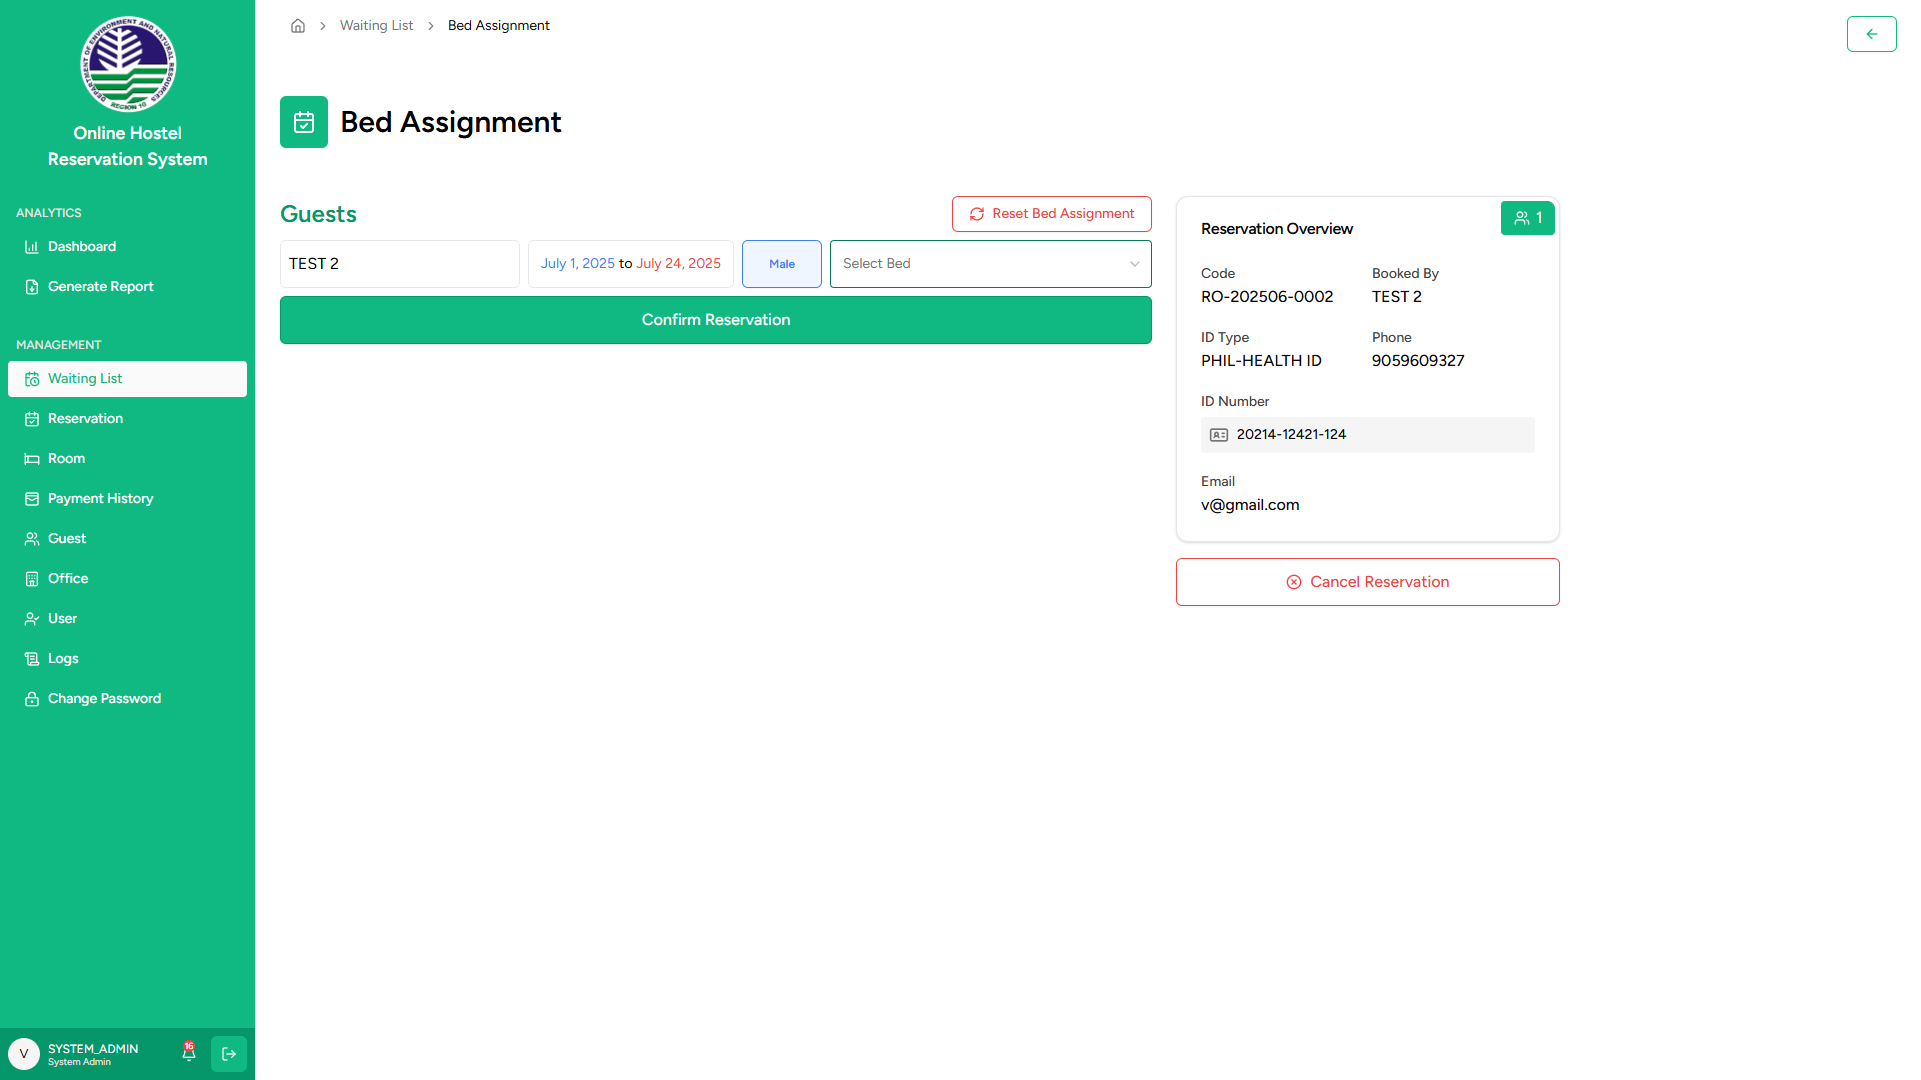 DEPARTMENT OF ENVIRONMENT AND NATURAL RESOURCES
REGION 10
Online Hostel
Reservation System
ANALYTICS
Dashboard
Generate Report
MANAGEMENT
Waiting List
Reservation
Room
Payment History
Guest
Office
User
Logs
Change Password
V
SYSTEM_ADMIN
System Admin
16
Waiting List
Bed Assignment
Bed Assignment
Guests
Reset Bed Assignment
TEST 2
July 1, 2025 to July 24, 2025
Male
Select Bed
Confirm Reservation
Reservation Overview
1
Code
RO-202506-0002
Booked By
TEST 2
ID Type
PHIL-HEALTH ID
Phone
9059609327
ID Number
20214-12421-124
Email
v@gmail.com
Cancel Reservation